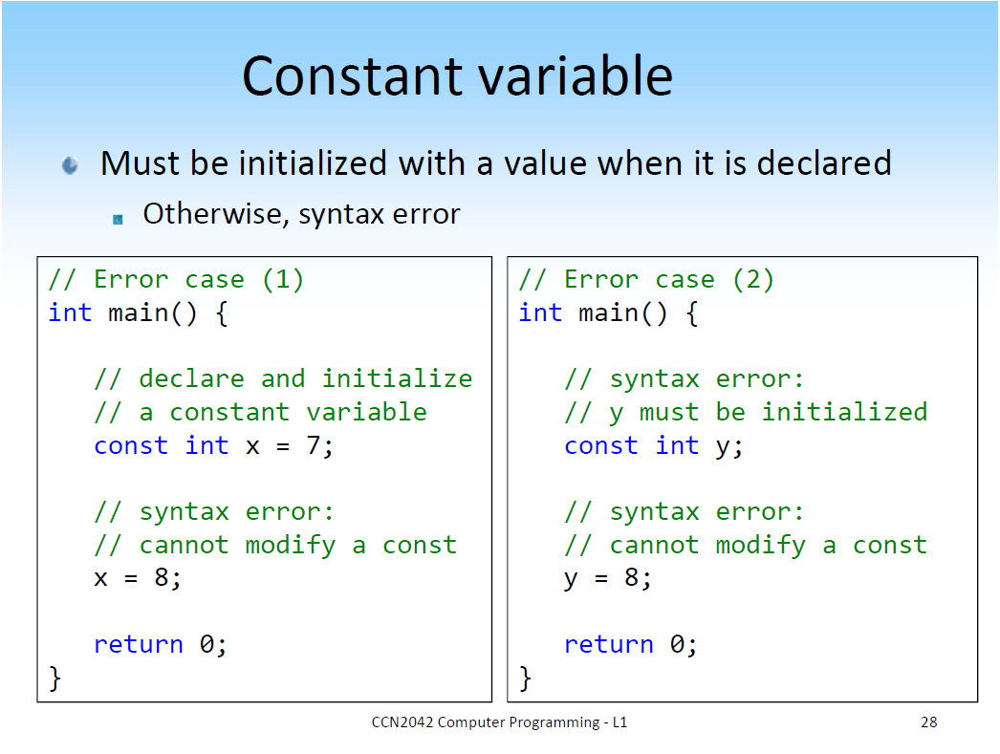 Constant variable
Must be initialized with a value when it is declared
Otherwise, syntax error
// Error case (1)
int main() {
// declare and initialize
// a constant variable
const int x = 7;
// syntax error:
// cannot modify a const
x = 8;
return 0;
}
// Error case (2)
int main() {
// syntax error:
// y must be initialized
const int y;
// syntax error:
// cannot modify a const
y = 8;
return 0;
}
CCN2042 Computer Programming - L1
28